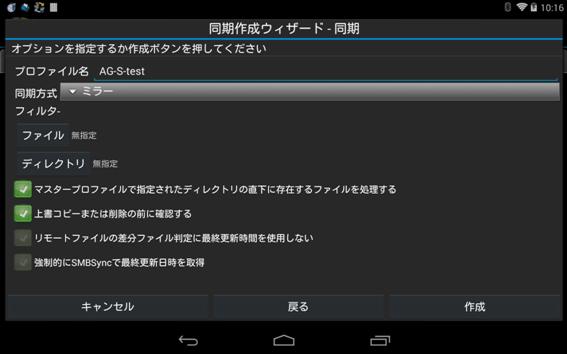 10:16
同期作成ウィザード - 同期
オプションを指定するか作成ボタンを押してください
プロファイル名 AG-S-test
同期方式 ミラー
フィルタ-
ファイル 無指定
ディレクトリ 無指定
マスタープロファイルで指定されたディレクトリの直下に存在するファイルを処理する
上書コピーまたは削除の前に確認する
リモートファイルの差分ファイル判定に最終更新時間を使用しない
強制的にSMBSyncで最終更新日時を取得
キャンセル 戻る 作成